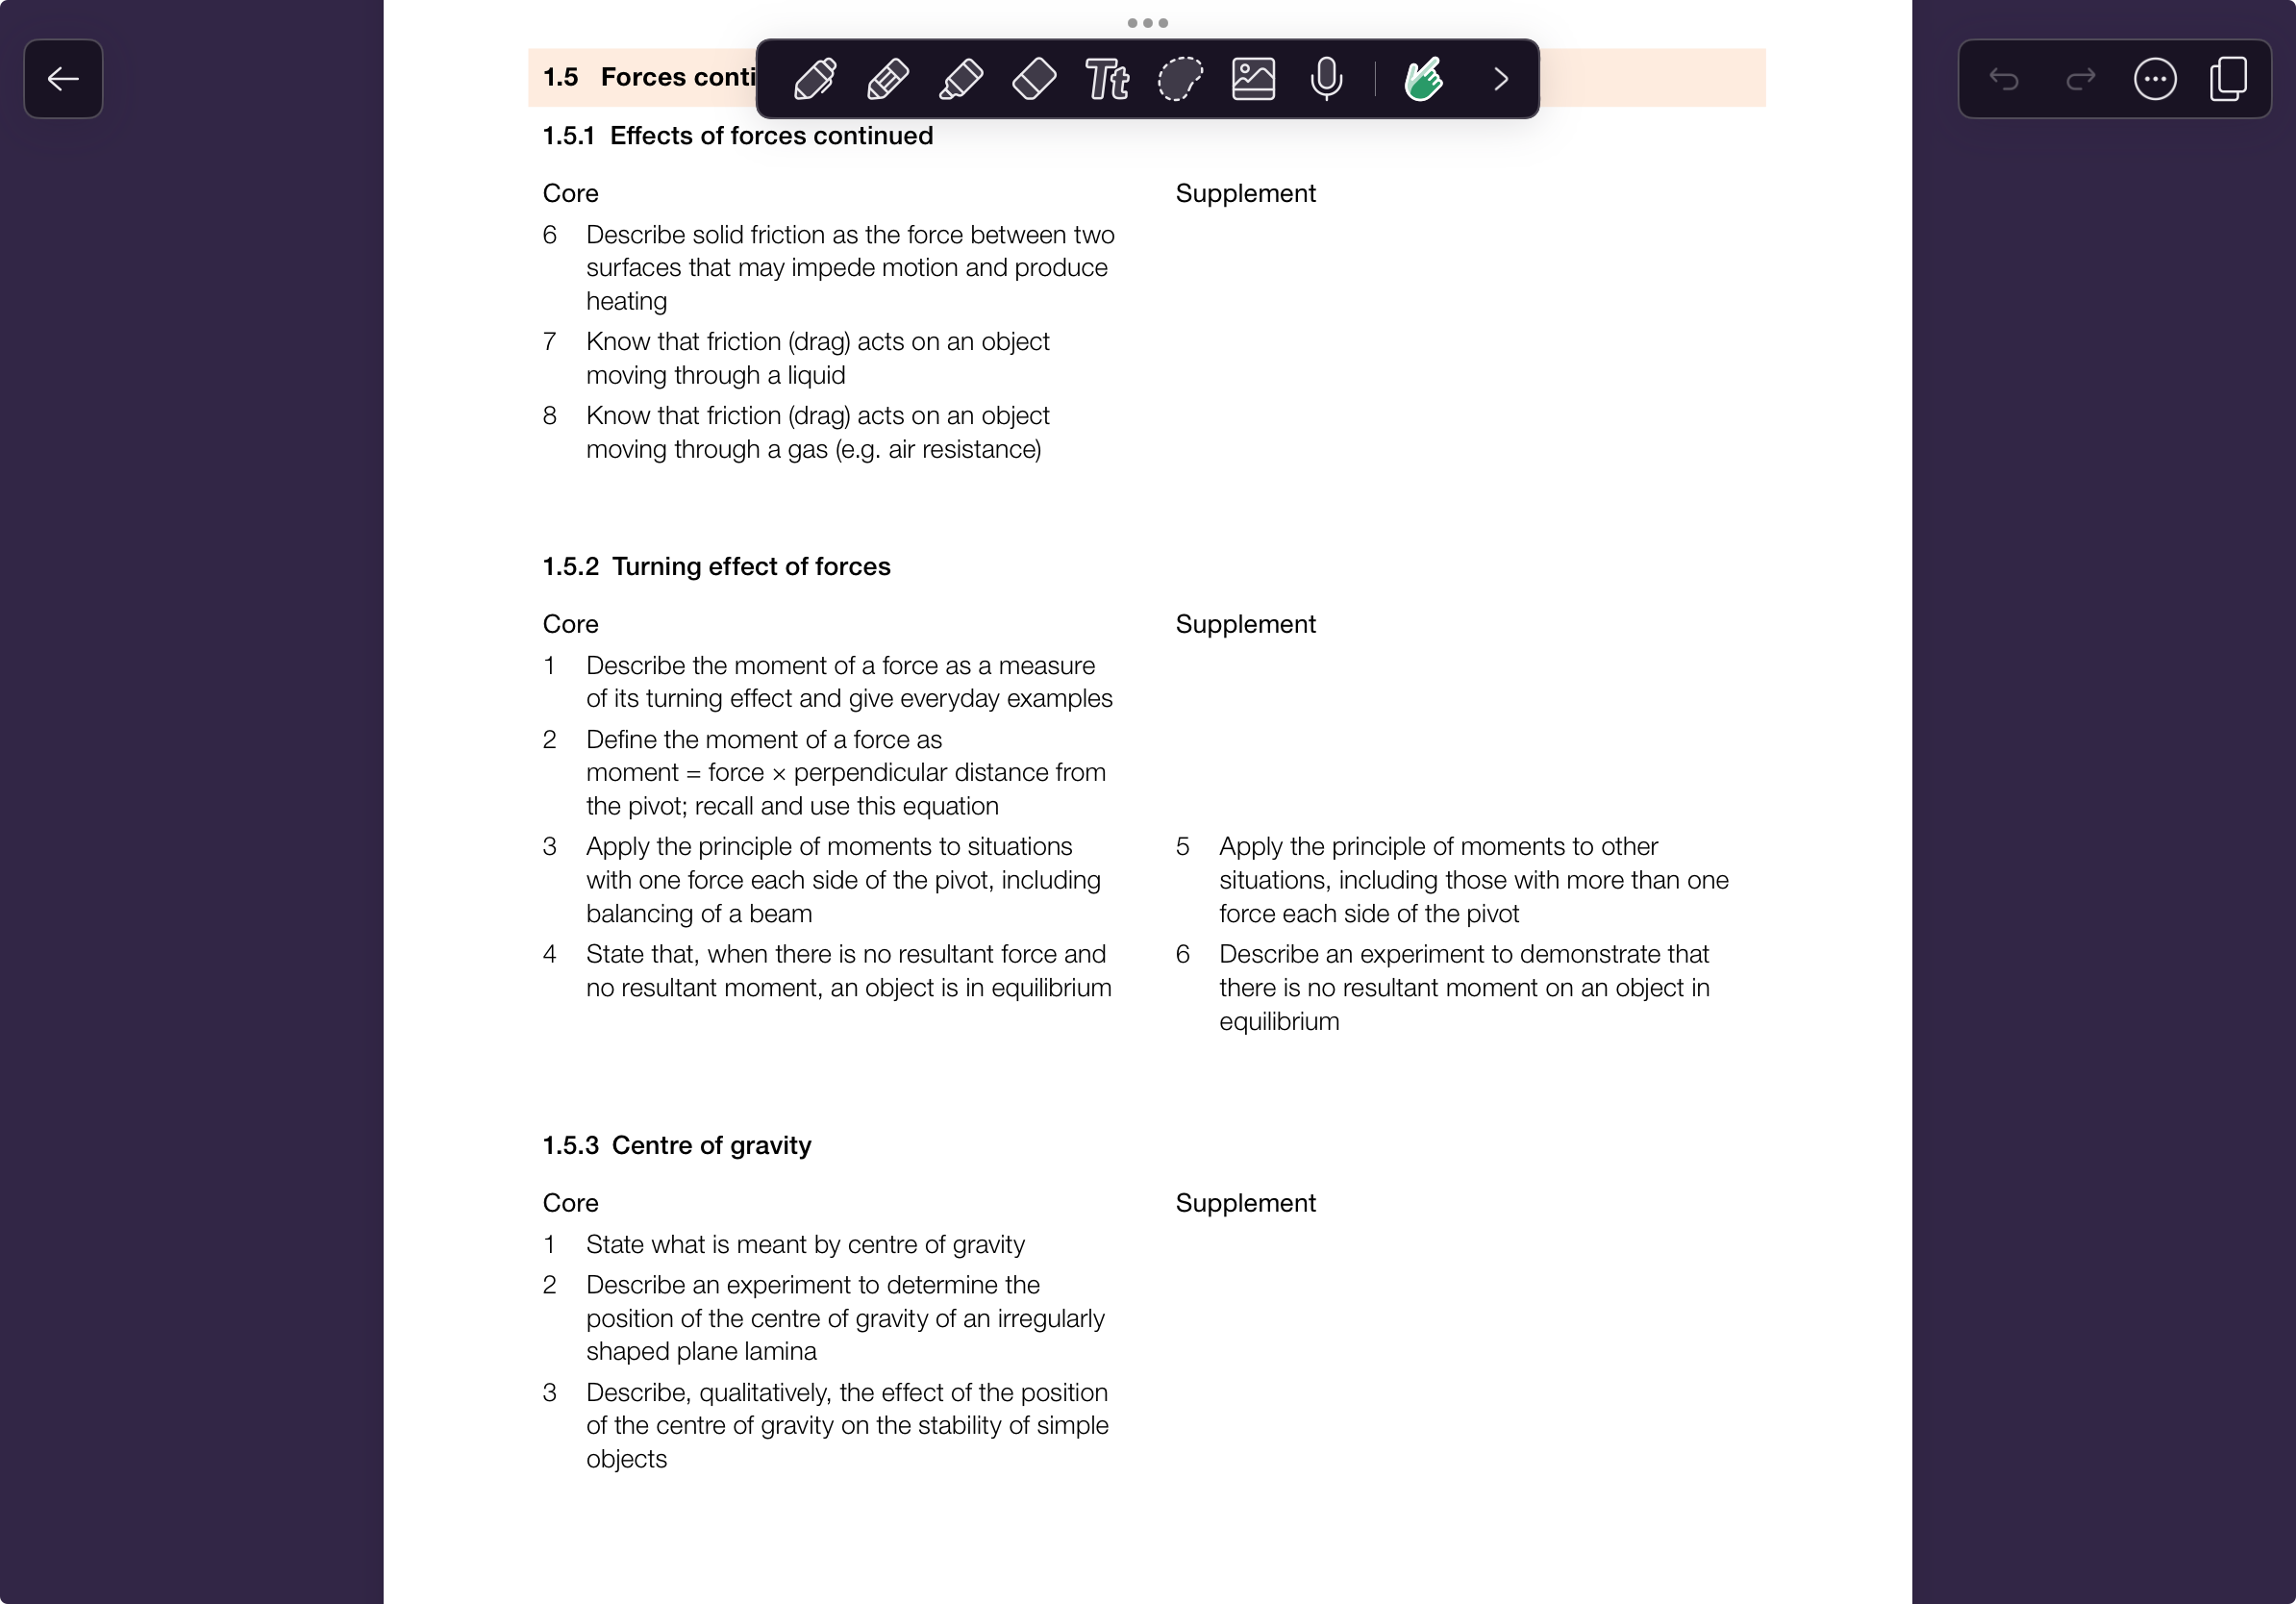 1.5 Forces conti
1.5.1 Effects of forces continued
Core
Supplement
6 Describe solid friction as the force between two
surfaces that may impede motion and produce
heating
7 Know that friction (drag) acts on an object
moving through a liquid
8 Know that friction (drag) acts on an object
moving through a gas (e.g. air resistance)
1.5.2 Turning effect of forces
Core
1 Describe the moment of a force as a measure
of its turning effect and give everyday examples
2 Define the moment of a force as
moment = force × perpendicular distance from
the pivot; recall and use this equation
3 Apply the principle of moments to situations
with one force each side of the pivot, including
balancing of a beam
4 State that, when there is no resultant force and
no resultant moment, an object is in equilibrium
Supplement
5 Apply the principle of moments to other
situations, including those with more than one
force each side of the pivot
6 Describe an experiment to demonstrate that
there is no resultant moment on an object in
equilibrium
1.5.3 Centre of gravity
Core
Supplement
1 State what is meant by centre of gravity
2 Describe an experiment to determine the
position of the centre of gravity of an irregularly
shaped plane lamina
3 Describe, qualitatively, the effect of the position
of the centre of gravity on the stability of simple
objects
Tt